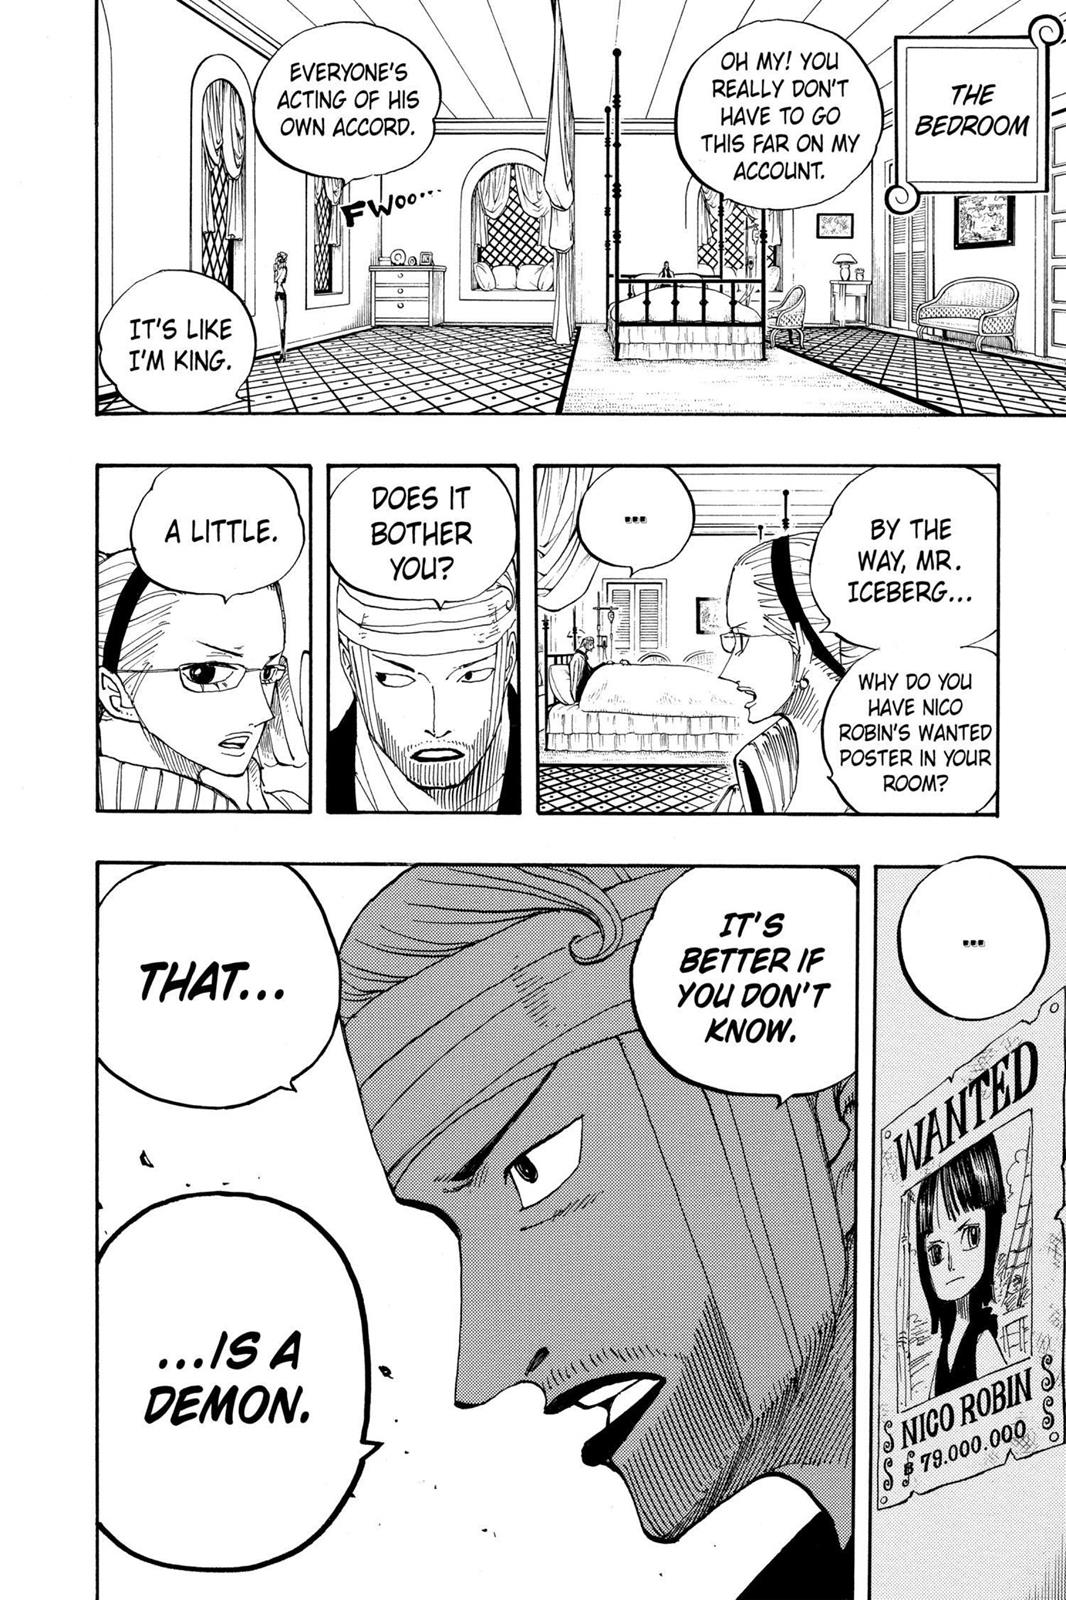 THE
BEDROOM
OH MY! YOU
REALLY DON'T
HAVE TO GO
THIS FAR ON MY
ACCOUNT.
EVERYONE'S
ACTING OF HIS
OWN ACCORD.
FWOO...
IT'S LIKE
I'M KING.
BY THE
WAY, MR.
ICEBERG...
WHY DO YOU
HAVE NICO
ROBIN'S WANTED
POSTER IN YOUR
ROOM?
...
DOES IT
BOTHER
YOU?
A LITTLE.
...
WANTED
NICO ROBIN
฿ 79.000.000
IT'S
BETTER IF
YOU DON'T
KNOW.
THAT...
...IS A
DEMON.